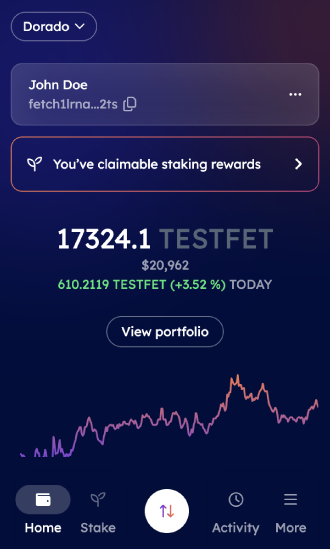 Dorado
John Doe
fetch1lrna...2ts
You've claimable staking rewards
17324.1 TESTFET
$20,962
610.2119 TESTFET (+3.52 %) TODAY
View portfolio
Home Stake Activity More